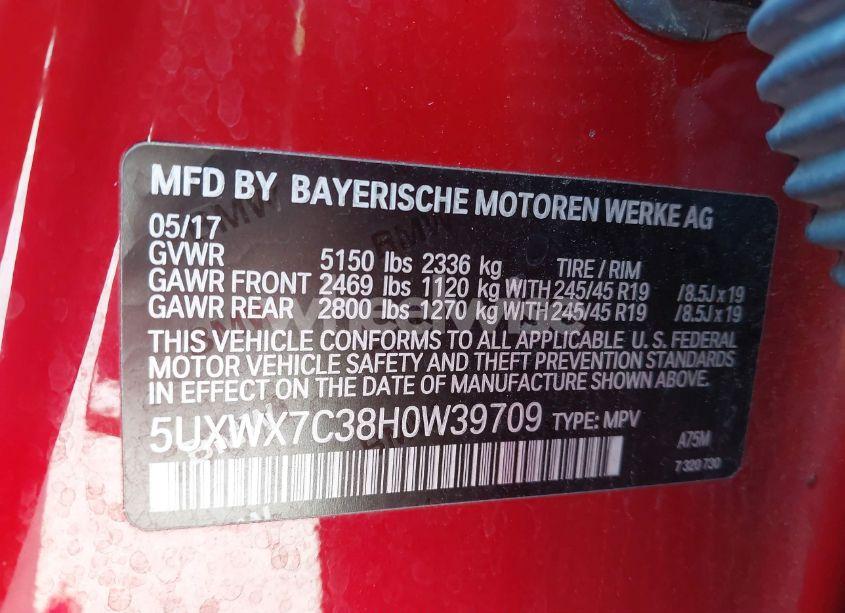 MFD BY BAYERISCHE MOTOREN WERKE AG
05/17
GVWR 5150 lbs 2336 kg TIRE / RIM
GAWR FRONT 2469 lbs 1120 kg WITH 245/45 R19 /8.5J x 19
GAWR REAR 2800 lbs 1270 kg WITH 245/45 R19 /8.5J x 19
wheelwise
THIS VEHICLE CONFORMS TO ALL APPLICABLE U. S. FEDERAL
MOTOR VEHICLE SAFETY AND THEFT PREVENTION STANDARDS
IN EFFECT ON THE DATE OF MANUFACTURE SHOWN ABOVE.
5UXWX7C38H0W39709 TYPE: MPV A75M
7 320 730